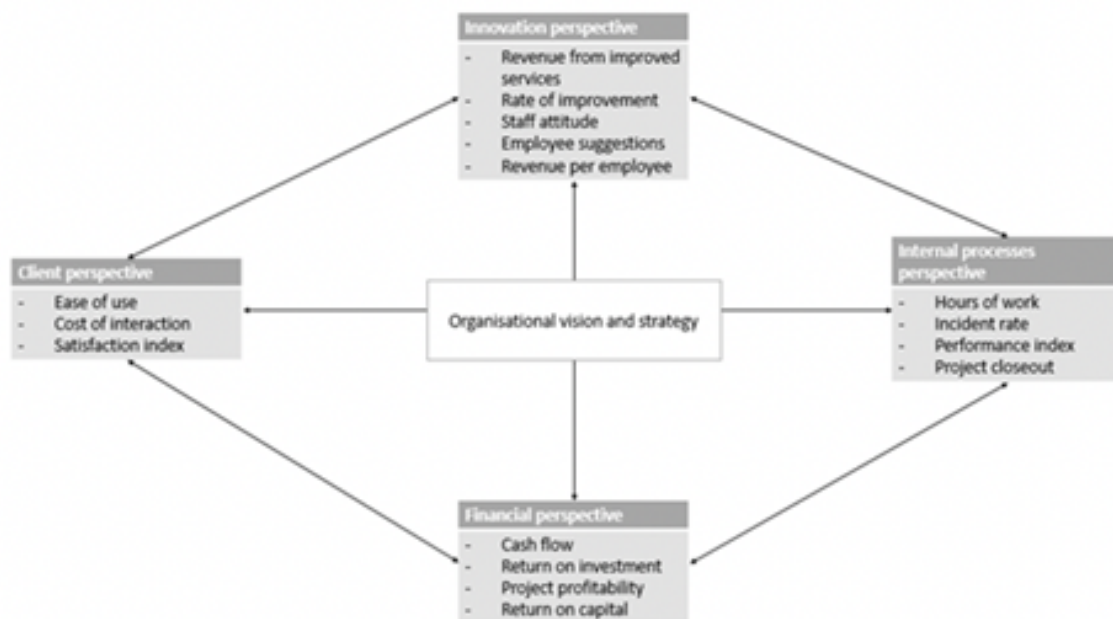 Innovation perspective
- Revenue from improved
services
- Rate of improvement
- Staff attitude
- Employee suggestions
- Revenue per employee
Client perspective
- Ease of use
- Cost of interaction
- Satisfaction index
Organisational vision and strategy
Internal processes
perspective
- Hours of work
- Incident rate
- Performance index
- Project closeout
Financial perspective
- Cash flow
- Return on investment
- Project profitability
- Return on capital